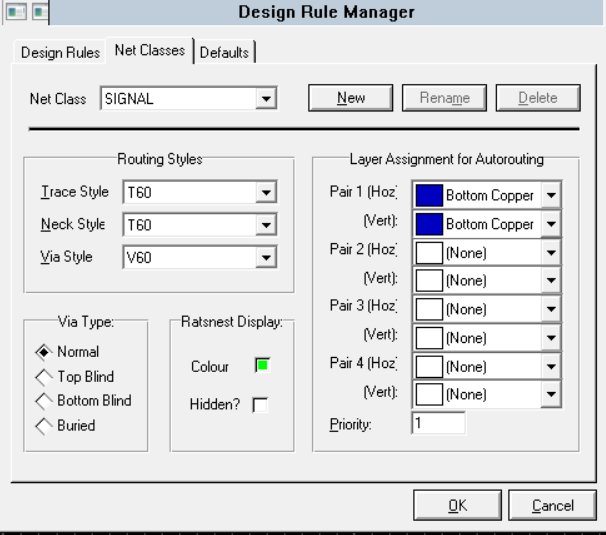 Design Rule Manager
Design Rules Net Classes Defaults
Net Class SIGNAL New Rename Delete
Routing Styles
Trace Style T60
Neck Style T60
Via Style V60
Via Type:
Normal
Top Blind
Bottom Blind
Buried
Ratsnest Display:
Colour
Hidden?
Layer Assignment for Autorouting
Pair 1 (Hoz) Bottom Copper
(Vert): Bottom Copper
Pair 2 (Hoz) (None)
(Vert): (None)
Pair 3 (Hoz) (None)
(Vert): (None)
Pair 4 (Hoz) (None)
(Vert): (None)
Priority: 1
OK Cancel